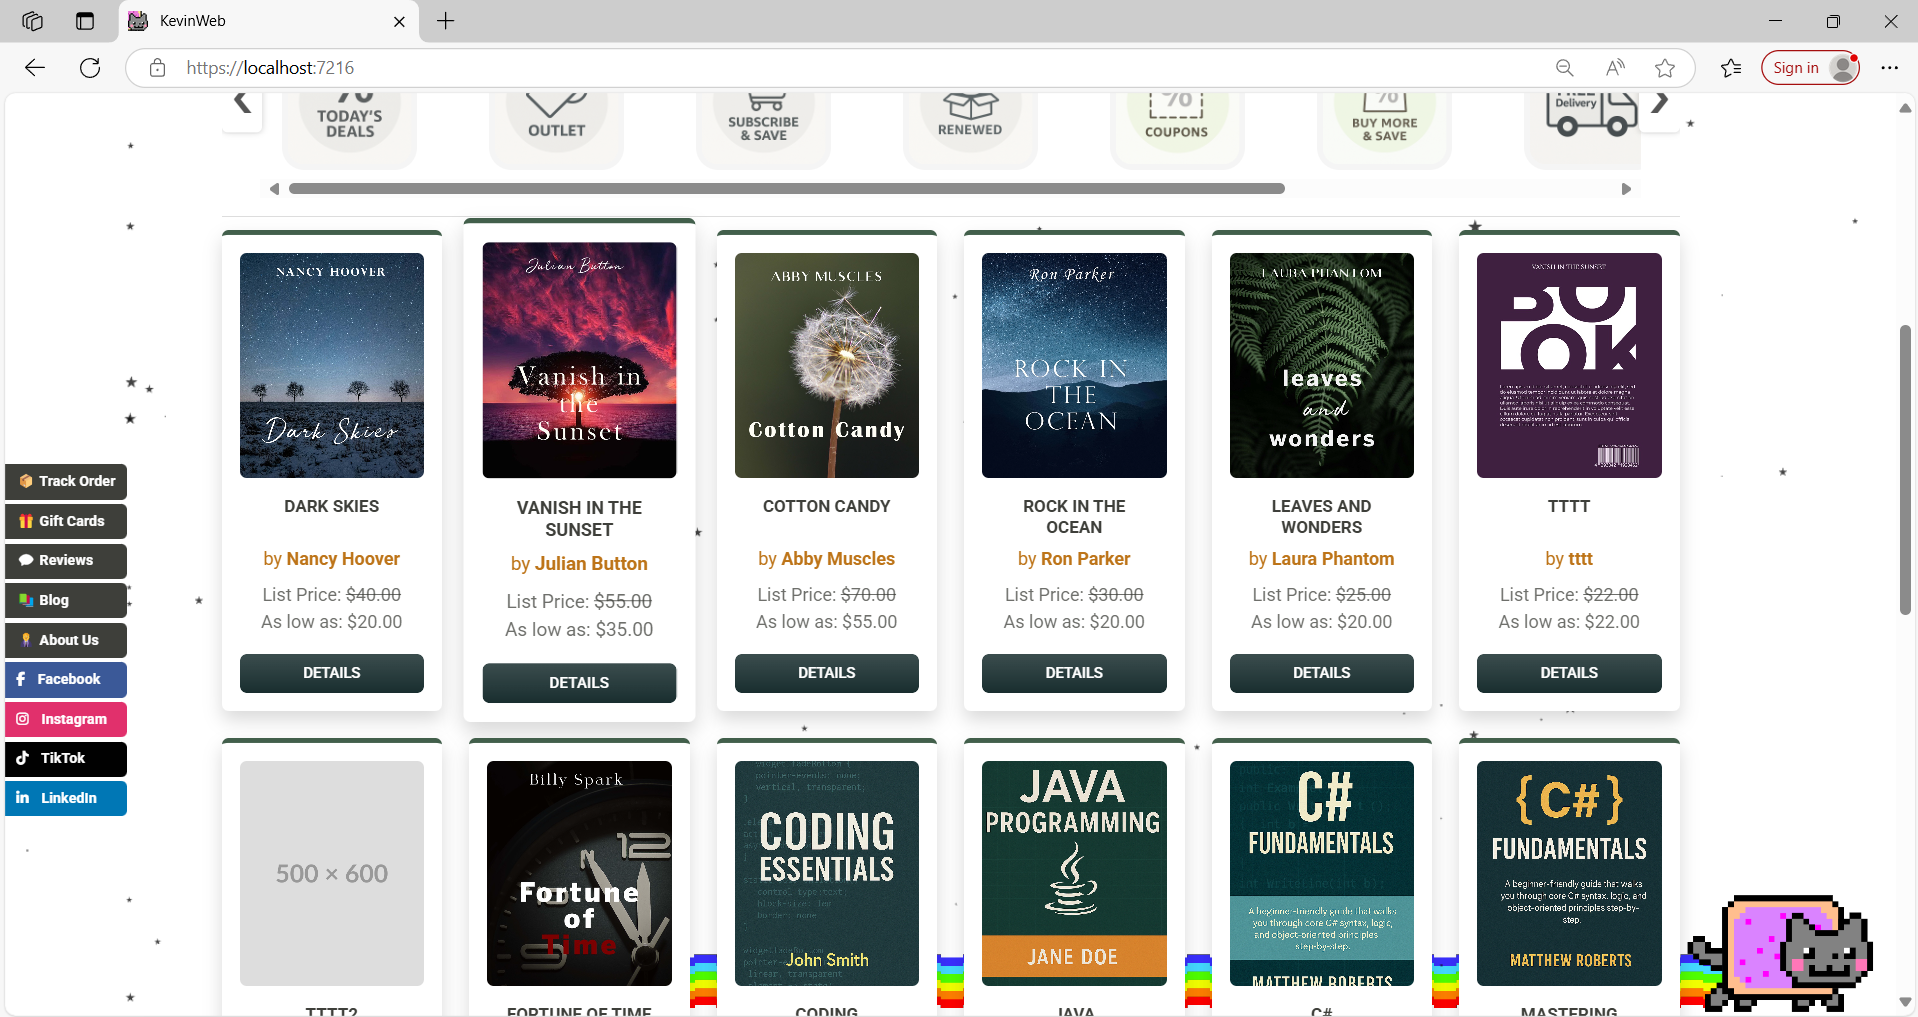 KevinWeb
https://localhost:7216
Sign in
TODAY'S
DEALS
OUTLET
SUBSCRIBE
& SAVE
RENEWED
%
COUPONS
%
BUY MORE
& SAVE
FREE
Delivery
NANCY HOOVER
Dark Skies
DARK SKIES
by Nancy Hoover
List Price: $40.00
As low as: $20.00
DETAILS
Julian Button
Vanish in
the
Sunset
VANISH IN THE
SUNSET
by Julian Button
List Price: $55.00
As low as: $35.00
DETAILS
ABBY MUSCLES
Cotton Candy
COTTON CANDY
by Abby Muscles
List Price: $70.00
As low as: $55.00
DETAILS
Ron Parker
ROCK IN
THE
OCEAN
ROCK IN THE
OCEAN
by Ron Parker
List Price: $30.00
As low as: $20.00
DETAILS
LAURA PHANTOM
leaves
and
wonders
LEAVES AND
WONDERS
by Laura Phantom
List Price: $25.00
As low as: $20.00
DETAILS
VANISH IN THE SUNSET
BO
OK
TTTT
by tttt
List Price: $22.00
As low as: $22.00
DETAILS
Track Order
Gift Cards
Reviews
Blog
About Us
Facebook
Instagram
TikTok
LinkedIn
500 × 600
TTTT2
Billy Spark
12
Fortune
of
Time
FORTUNE OF TIME
CODING
ESSENTIALS
John Smith
CODING
JAVA
PROGRAMMING
JANE DOE
JAVA
C#
FUNDAMENTALS
A beginner-friendly guide that walks
you through core C# syntax, logic,
and object-oriented principles
step-by-step.
MATTHEW ROBERTS
C#
{C#}
FUNDAMENTALS
A beginner-friendly guide that walks
you through core C# syntax, logic, and
object-oriented principles step-by-
step.
MATTHEW ROBERTS
MASTERING